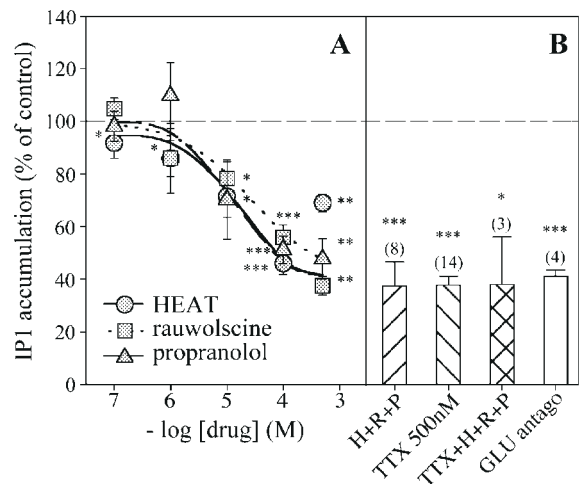 140
120
100
80
60
40
20
0
IP1 accumulation (% of control)
A
B
*
*
*
*
***
***
***
**
**
**
HEAT
rauwolscine
propranolol
7
6
5
4
3
- log [drug] (M)
***
(8)
***
(14)
*
(3)
***
(4)
H+R+P
TTX 500nM
TTX+H+R+P
GLU antago